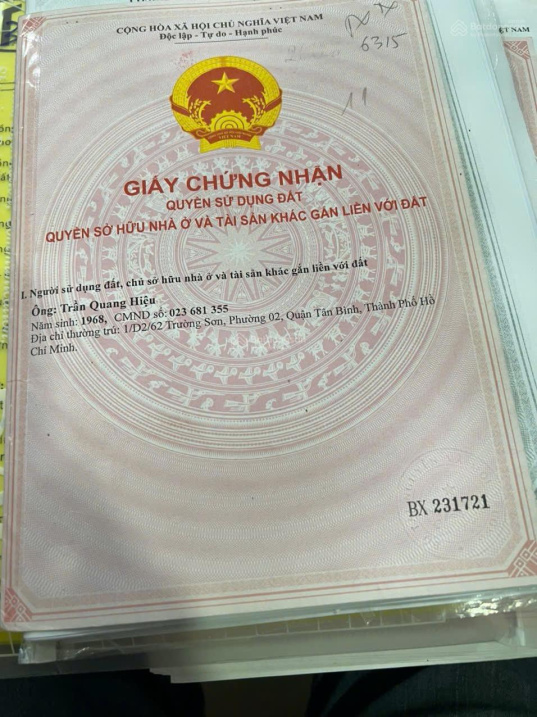 CỘNG HÒA XÃ HỘI CHỦ NGHĨA VIỆT NAM
Độc lập - Tự do - Hạnh phúc
6315
11
GIẤY CHỨNG NHẬN
QUYỀN SỬ DỤNG ĐẤT
QUYỀN SỞ HỮU NHÀ Ở VÀ TÀI SẢN KHÁC GẮN LIỀN VỚI ĐẤT
I. Người sử dụng đất, chủ sở hữu nhà ở và tài sản khác gắn liền với đất
Ông: Trần Quang Hiệu
Năm sinh: 1968, CMND số: 023 681 355
Địa chỉ thường trú: 1/D2/62 Trường Sơn, Phường 02, Quận Tân Bình, Thành Phố Hồ
Chí Minh.
BX 231721
ỆT NAM